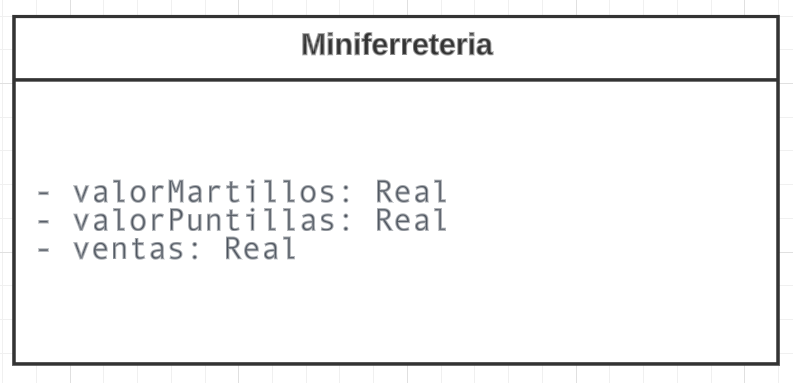 Miniferreteria
- valorMartillos: Real
- valorPuntillas: Real
- ventas: Real